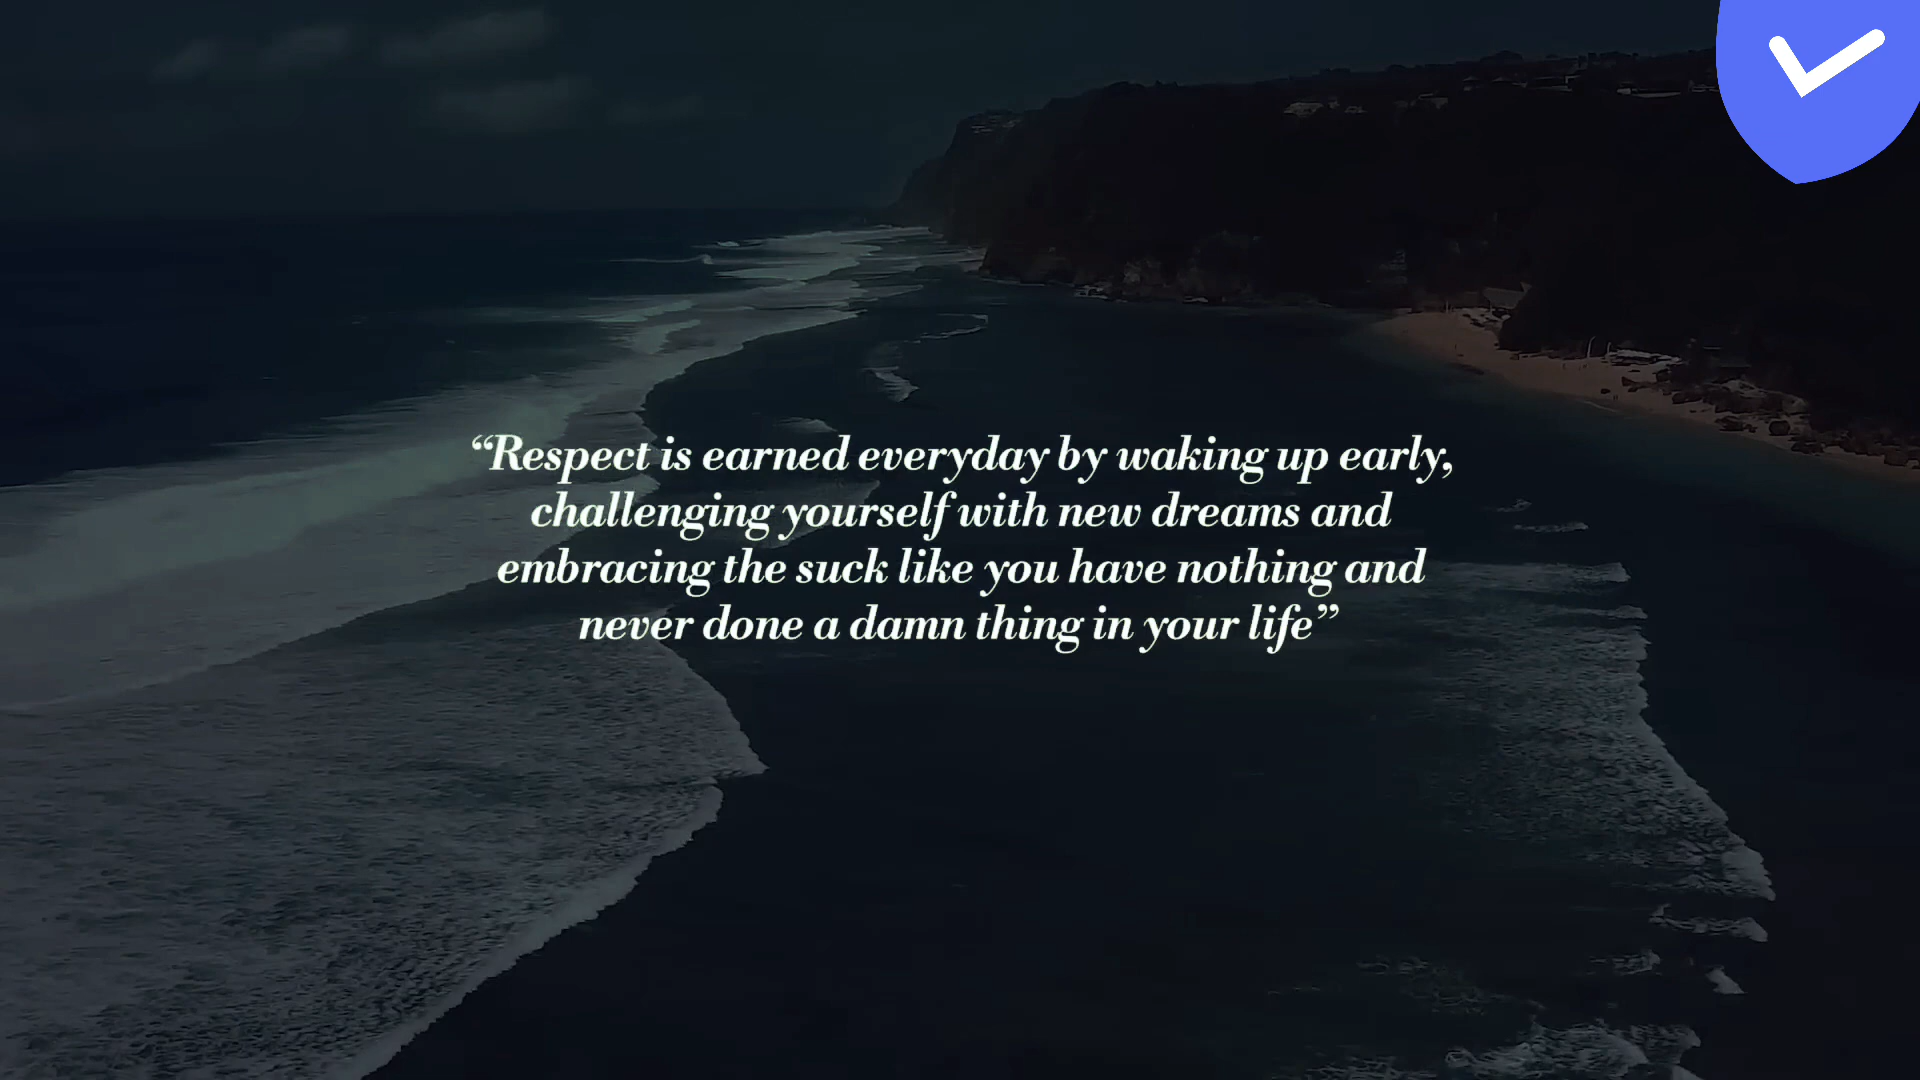 “Respect is earned everyday by waking up early,
challenging yourself with new dreams and
embracing the suck like you have nothing and
never done a damn thing in your life”